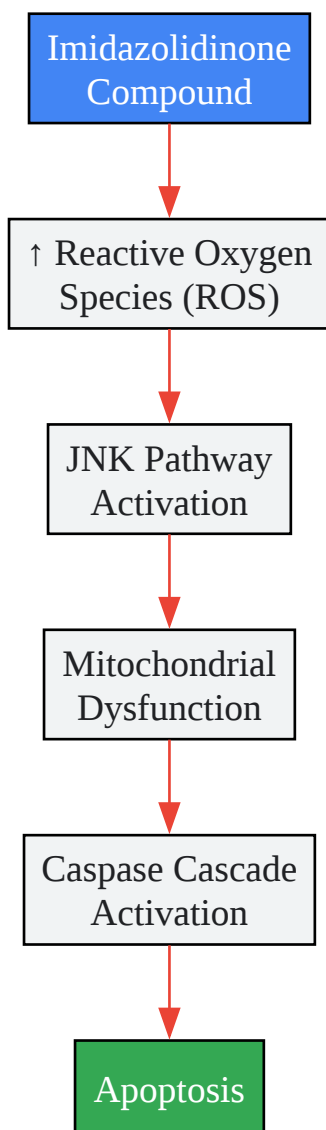 Imidazolidinone
Compound
↑ Reactive Oxygen
Species (ROS)
JNK Pathway
Activation
Mitochondrial
Dysfunction
Caspase Cascade
Activation
Apoptosis